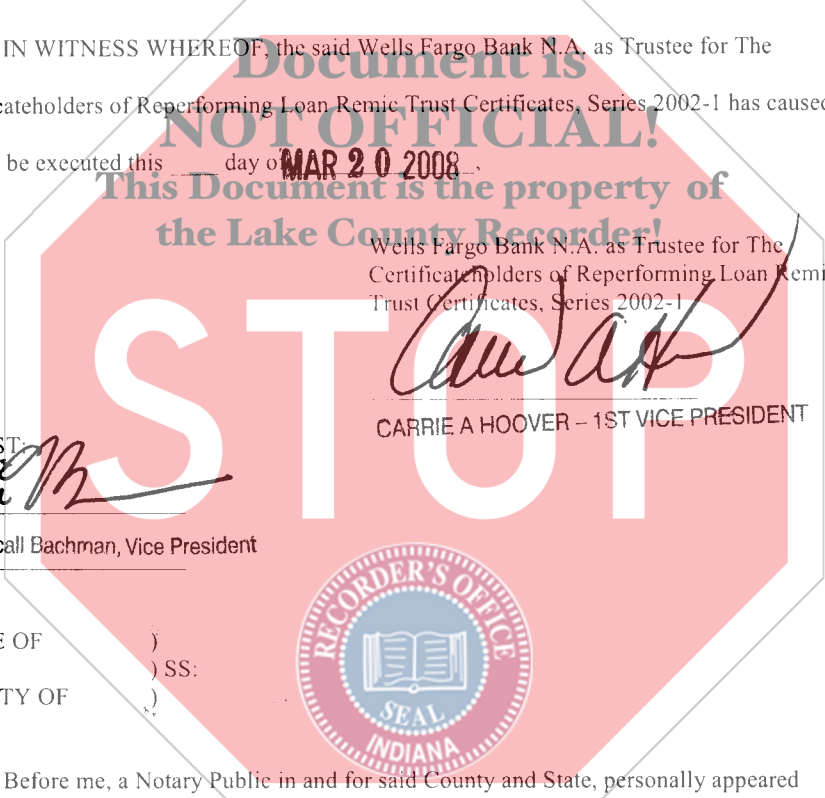 IN WITNESS WHEREOF, the said Wells Fargo Bank N.A. as Trustee for The
Document is
cateholders of Reperforming Loan Remic Trust Certificates, Series 2002-1 has caused
NOT OFFICIAL!
be executed this ____ day of MAR 20 2008,
This Document is the property of
the Lake County Recorder!
Wells Fargo Bank N.A. as Trustee for The
Certificateholders of Reperforming Loan Remi
Trust Certificates, Series 2002-1
STOP
CARRIE A HOOVER – 1ST VICE PRESIDENT
ST:
call Bachman, Vice President
RECORDER'S OFFICE
SEAL
INDIANA
E OF )
) SS:
TY OF )
Before me, a Notary Public in and for said County and State, personally appeared